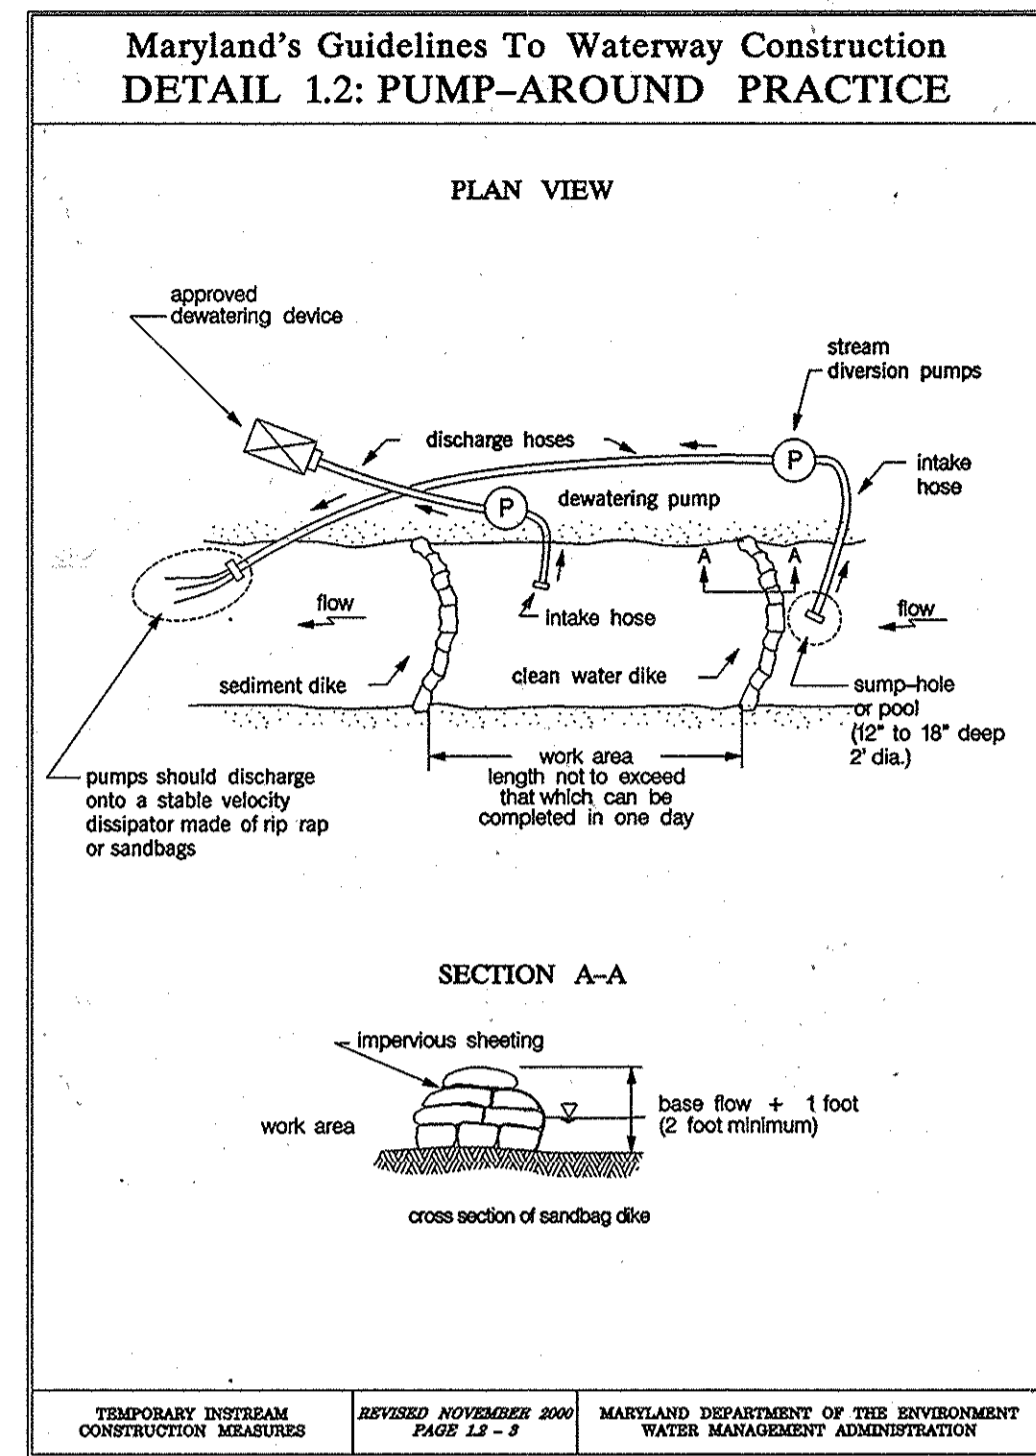 Maryland's Guidelines To Waterway Construction
DETAIL 1.2: PUMP-AROUND PRACTICE
PLAN VIEW
approved
dewatering device
stream
diversion pumps
discharge hoses
P
intake
hose
P
dewatering pump
A
A
flow
intake hose
flow
sediment dike
clean water dike
sump-hole
or pool
(12" to 18" deep
2' dia.)
work area
length not to exceed
that which can be
completed in one day
pumps should discharge
onto a stable velocity
dissipator made of rip rap
or sandbags
SECTION A-A
impervious sheeting
work area
base flow + 1 foot
(2 foot minimum)
cross section of sandbag dike
TEMPORARY INSTREAM
CONSTRUCTION MEASURES
REVISED NOVEMBER 2000
PAGE 1.2 - 3
MARYLAND DEPARTMENT OF THE ENVIRONMENT
WATER MANAGEMENT ADMINISTRATION